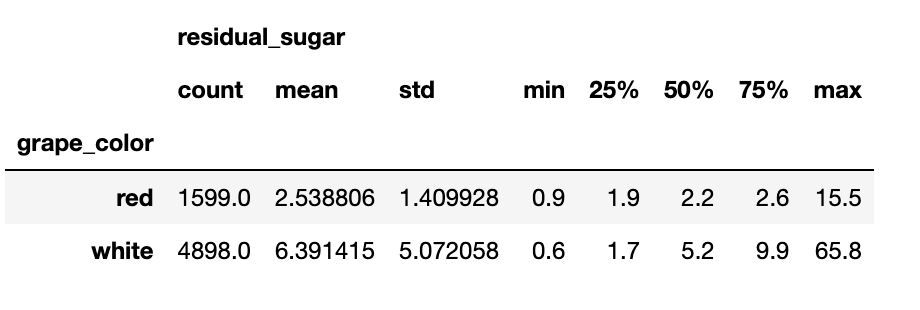 residual_sugar
count mean std min 25% 50% 75% max
grape_color
red 1599.0 2.538806 1.409928 0.9 1.9 2.2 2.6 15.5
white 4898.0 6.391415 5.072058 0.6 1.7 5.2 9.9 65.8